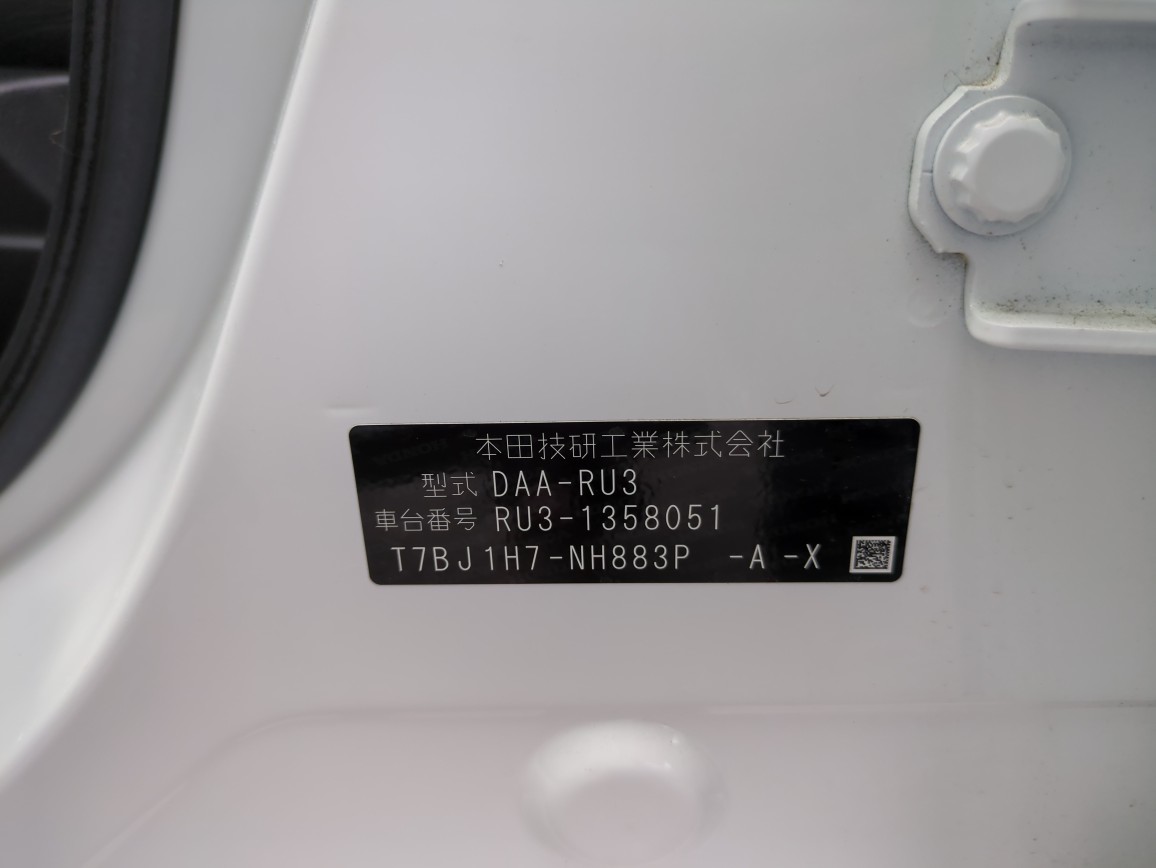 本田技研工業株式会社
型式 DAA-RU3
車台番号 RU3-1358051
T7BJ1H7-NH883P -A -X